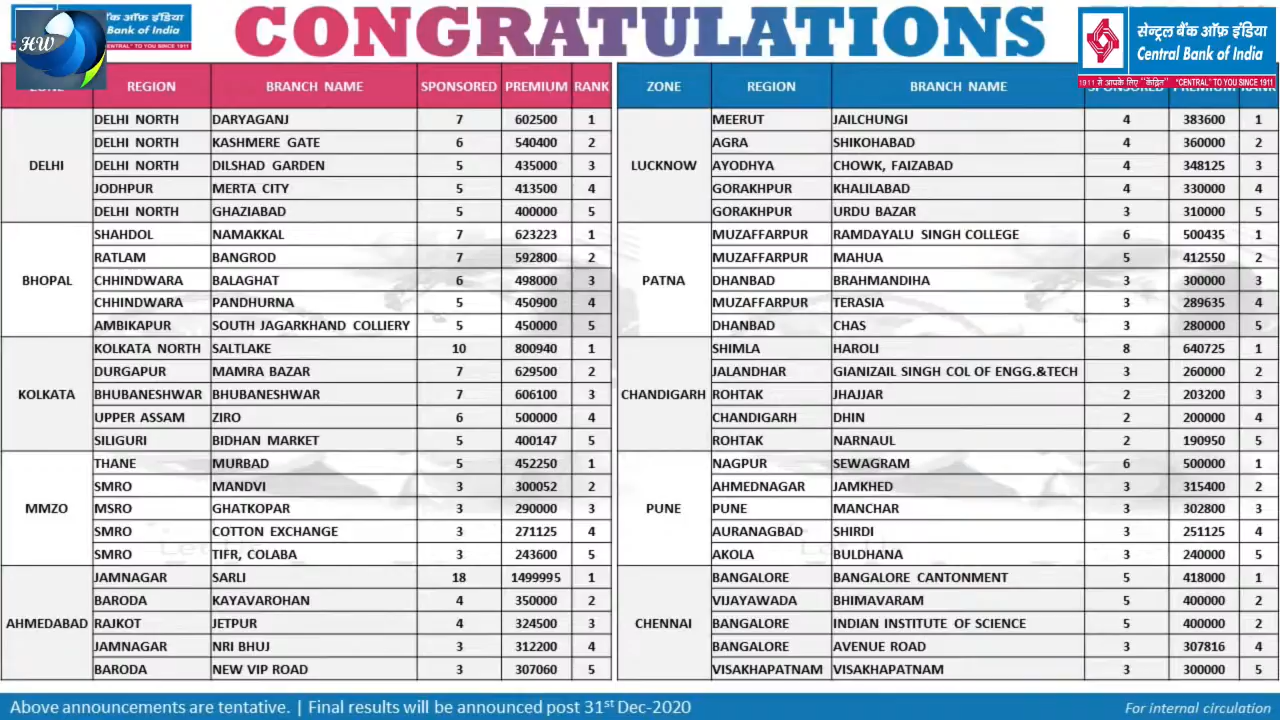 CONGRATULATIONS
HW
बैंक ऑफ़ इंडिया
Bank of India
"CENTRAL" TO YOU SINCE 1911
सेन्ट्रल बैंक ऑफ़ इंडिया
Central Bank of India
1911 से आपके लिए "केंद्रित" "CENTRAL" TO YOU SINCE 1911
REGION BRANCH NAME SPONSORED PREMIUM RANK
DELHI
DELHI NORTH DARYAGANJ 7 602500 1
DELHI NORTH KASHMERE GATE 6 540400 2
DELHI NORTH DILSHAD GARDEN 5 435000 3
JODHPUR MERTA CITY 5 413500 4
DELHI NORTH GHAZIABAD 5 400000 5
BHOPAL
SHAHDOL NAMAKKAL 7 623223 1
RATLAM BANGROD 7 592800 2
CHHINDWARA BALAGHAT 6 498000 3
CHHINDWARA PANDHURNA 5 450900 4
AMBIKAPUR SOUTH JAGARKHAND COLLIERY 5 450000 5
KOLKATA
KOLKATA NORTH SALTLAKE 10 800940 1
DURGAPUR MAMRA BAZAR 7 629500 2
BHUBANESHWAR BHUBANESHWAR 7 606100 3
UPPER ASSAM ZIRO 6 500000 4
SILIGURI BIDHAN MARKET 5 400147 5
MMZO
THANE MURBAD 5 452250 1
SMRO MANDVI 3 300052 2
MSRO GHATKOPAR 3 290000 3
SMRO COTTON EXCHANGE 3 271125 4
SMRO TIFR, COLABA 3 243600 5
AHMEDABAD
JAMNAGAR SARLI 18 1499995 1
BARODA KAYAVAROHAN 4 350000 2
RAJKOT JETPUR 4 324500 3
JAMNAGAR NRI BHUJ 3 312200 4
BARODA NEW VIP ROAD 3 307060 5
ZONE REGION BRANCH NAME SPONSORED PREMIUM RANK
LUCKNOW
MEERUT JAILCHUNGI 4 383600 1
AGRA SHIKOHABAD 4 360000 2
AYODHYA CHOWK, FAIZABAD 4 348125 3
GORAKHPUR KHALILABAD 4 330000 4
GORAKHPUR URDU BAZAR 3 310000 5
PATNA
MUZAFFARPUR RAMDAYALU SINGH COLLEGE 6 500435 1
MUZAFFARPUR MAHUA 5 412550 2
DHANBAD BRAHMANDIHA 3 300000 3
MUZAFFARPUR TERASIA 3 289635 4
DHANBAD CHAS 3 280000 5
CHANDIGARH
SHIMLA HAROLI 8 640725 1
JALANDHAR GIANIZAIL SINGH COL OF ENGG.&TECH 3 260000 2
ROHTAK JHAJJAR 2 203200 3
CHANDIGARH DHIN 2 200000 4
ROHTAK NARNAUL 2 190950 5
PUNE
NAGPUR SEWAGRAM 6 500000 1
AHMEDNAGAR JAMKHED 3 315400 2
PUNE MANCHAR 3 302800 3
AURANAGBAD SHIRDI 3 251125 4
AKOLA BULDHANA 3 240000 5
CHENNAI
BANGALORE BANGALORE CANTONMENT 5 418000 1
VIJAYAWADA BHIMAVARAM 5 400000 2
BANGALORE INDIAN INSTITUTE OF SCIENCE 5 400000 2
BANGALORE AVENUE ROAD 3 307816 4
VISAKHAPATNAM VISAKHAPATNAM 3 300000 5
Above announcements are tentative. | Final results will be announced post 31st Dec-2020
For internal circulation